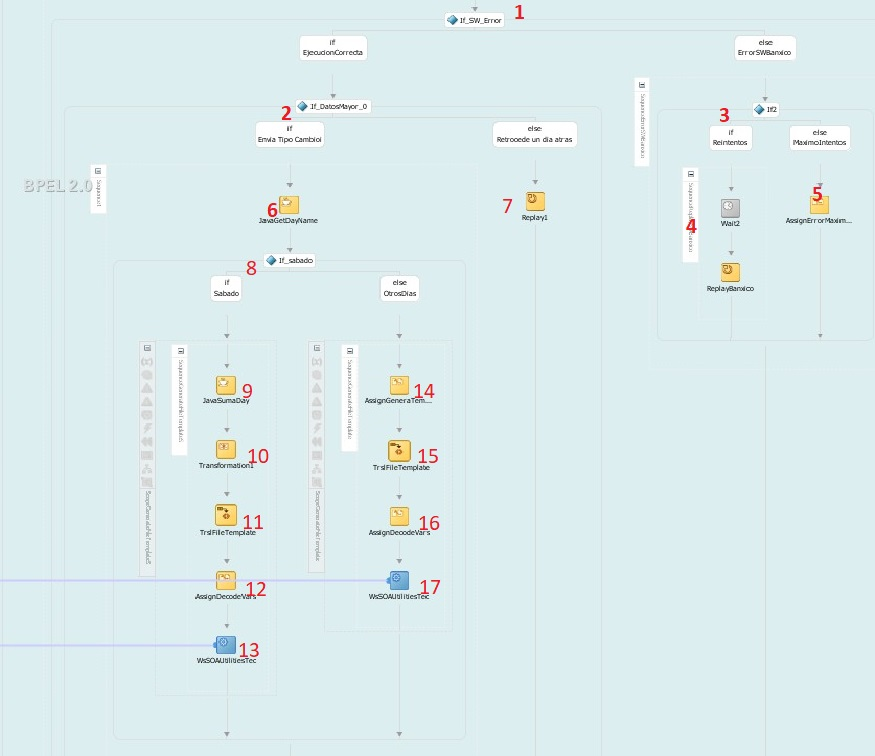 If_SW_Error 1
if
EjecucionCorrecta
else
ErrorSWBanxico
2 If_DatosMayor_0
if
Envia Tipo Cambioi
else
Retrocede un dia atras
If2
3
if
Reintentos
else
MaximoIntentos
BPEL 2.0
6
JavaGetDayName
7
Replay1
4
Wait2
ReplayBanxico
5
AssignErrorMaxim...
8 If_sabado
if
Sabado
else
OtrosDias
9
JavaSumaDay
14
AssignGeneraTem...
10
Transformation1
15
TrslFileTemplate
11
TrslFileTemplate
16
AssignDecodeVars
12
AssignDecodeVars
17
WsSOAUtilitiesTec
13
WsSOAUtilitiesTec